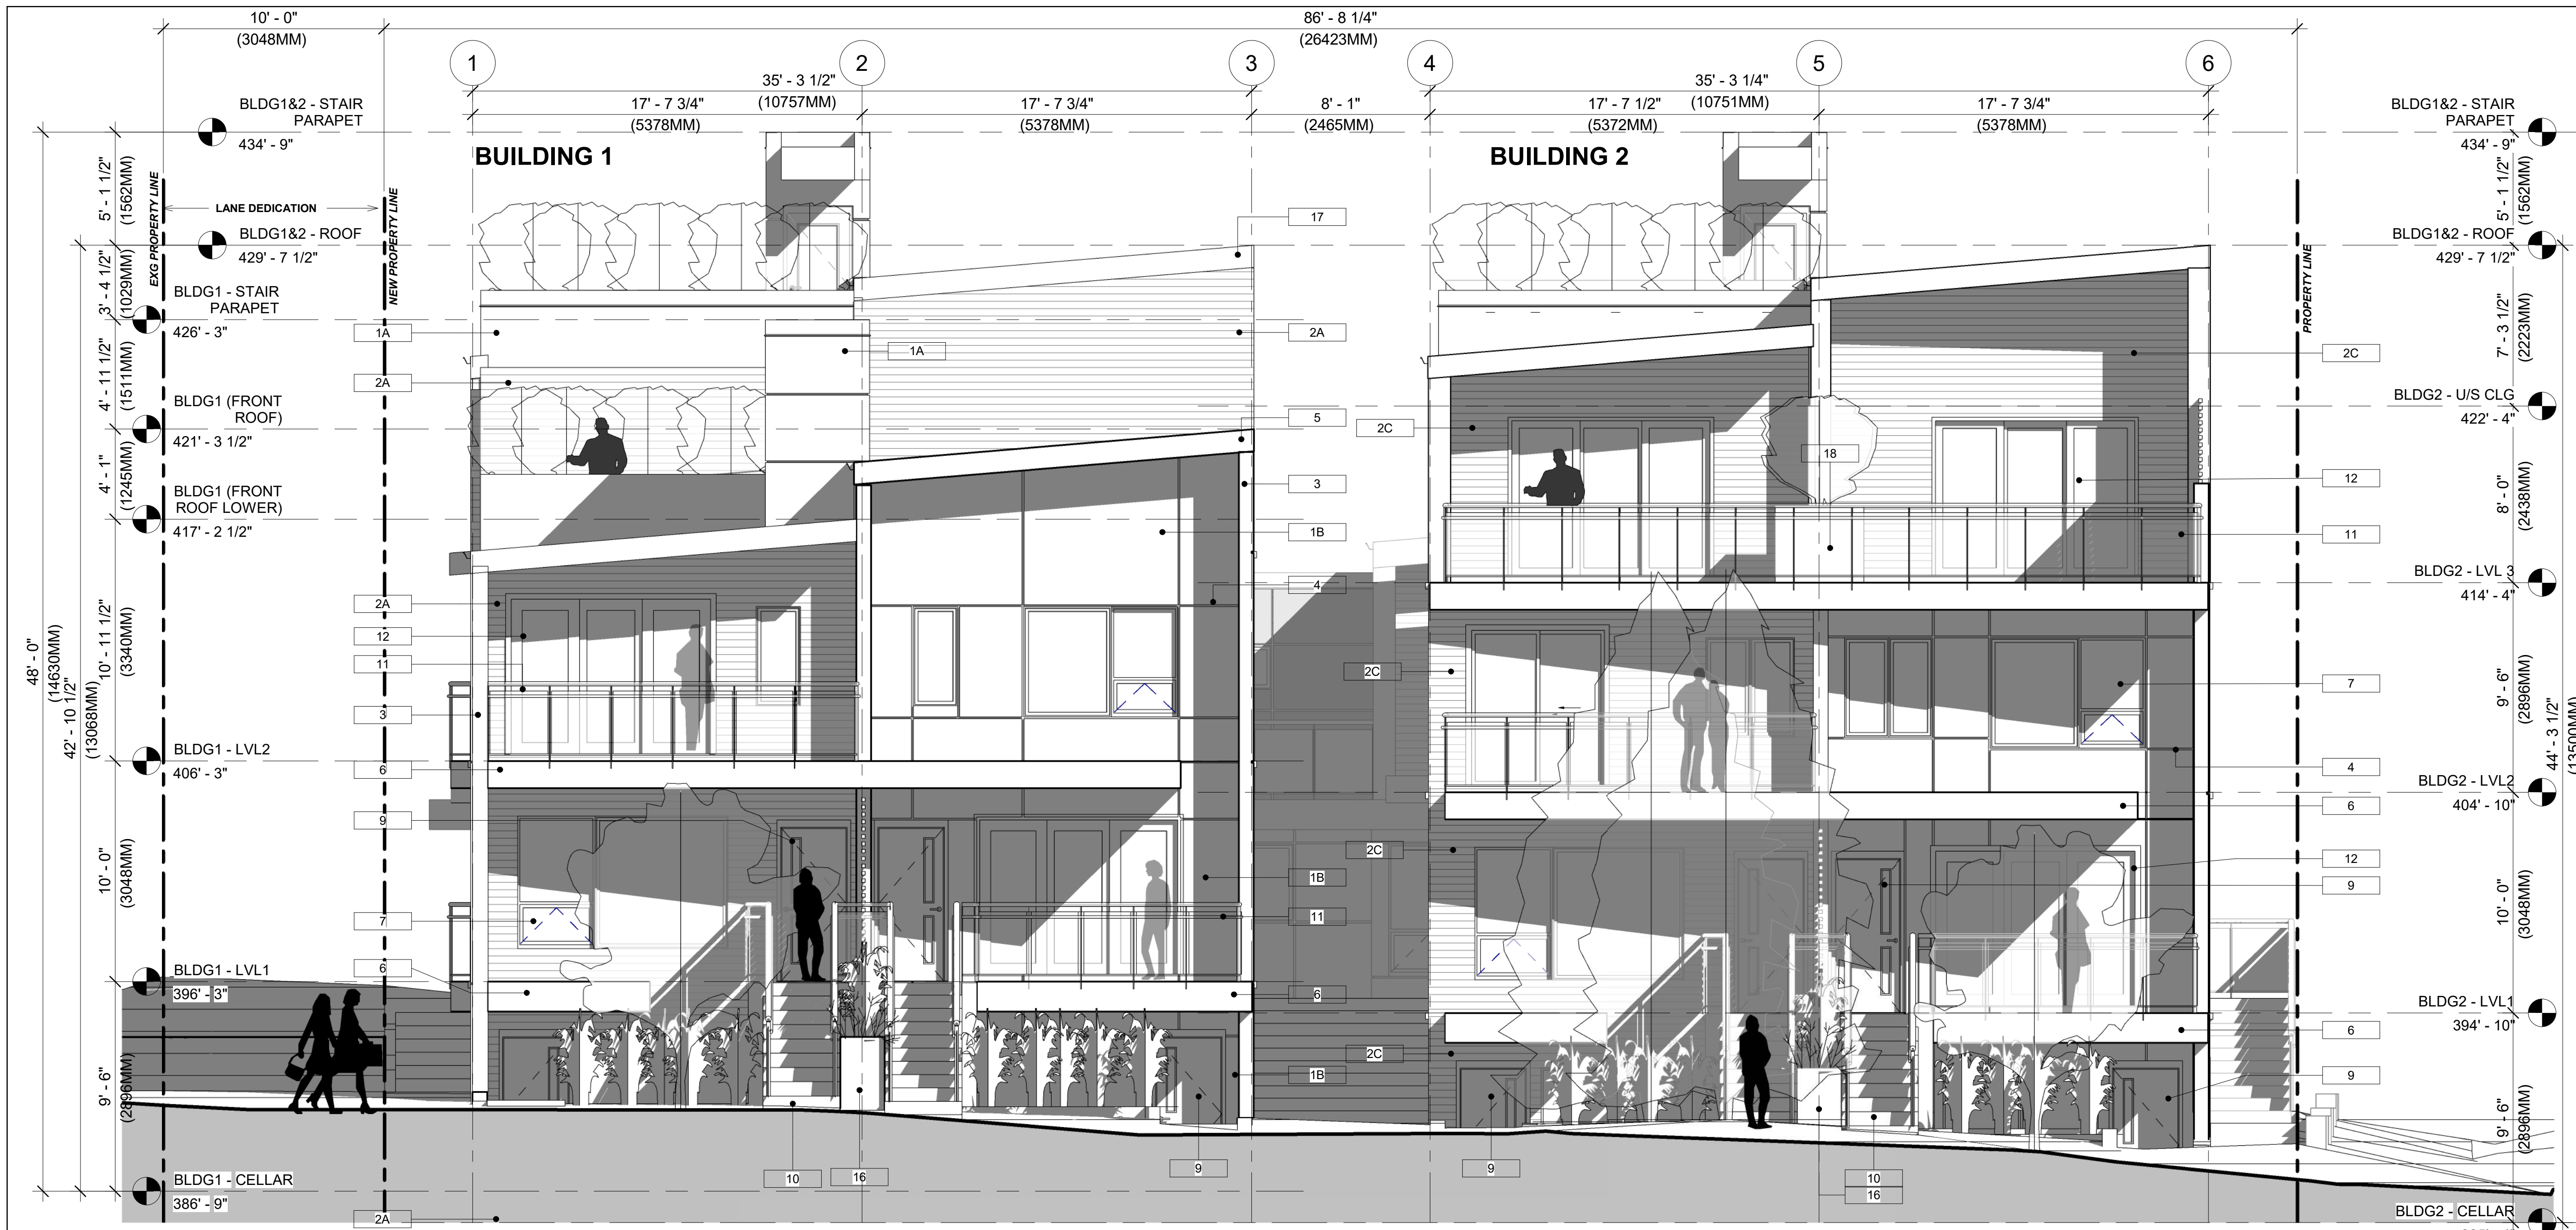 10' - 0"
(3048MM)
86' - 8 1/4"
(26423MM)
1
2
3
4
5
6
35' - 3 1/2"
(10757MM)
35' - 3 1/4"
(10751MM)
17' - 7 3/4"
(5378MM)
17' - 7 3/4"
(5378MM)
8' - 1"
(2465MM)
17' - 7 1/2"
(5372MM)
17' - 7 3/4"
(5378MM)
BUILDING 1
BUILDING 2
BLDG1&2 - STAIR
PARAPET
434' - 9"
LANE DEDICATION
EXG PROPERTY LINE
NEW PROPERTY LINE
BLDG1&2 - ROOF
429' - 7 1/2"
BLDG1 - STAIR
PARAPET
426' - 3"
BLDG1 (FRONT
ROOF)
421' - 3 1/2"
BLDG1 (FRONT
ROOF LOWER)
417' - 2 1/2"
BLDG1 - LVL2
406' - 3"
BLDG1 - LVL1
396' - 3"
BLDG1 - CELLAR
386' - 9"
5' - 1 1/2"
(1562MM)
3' - 4 1/2"
(1029MM)
4' - 11 1/2"
(1511MM)
4' - 1"
(1245MM)
10' - 11 1/2"
(3340MM)
10' - 0"
(3048MM)
9' - 6"
(2896MM)
48' - 0"
(14630MM)
42' - 10 1/2"
(13068MM)
1A
2A
2A
12
11
3
6
9
7
6
2A
10
16
9
17
2A
1A
5
3
1B
4
1B
11
6
1B
2C
18
2C
2C
2C
9
10
16
2C
12
11
7
4
6
12
9
6
9
PROPERTY LINE
BLDG1&2 - STAIR
PARAPET
434' - 9"
BLDG1&2 - ROOF
429' - 7 1/2"
BLDG2 - U/S CLG
422' - 4"
BLDG2 - LVL 3
414' - 4"
BLDG2 - LVL2
404' - 10"
BLDG2 - LVL1
394' - 10"
BLDG2 - CELLAR
5' - 1 1/2"
(1562MM)
7' - 3 1/2"
(2223MM)
8' - 0"
(2438MM)
9' - 6"
(2896MM)
10' - 0"
(3048MM)
9' - 6"
(2896MM)
44' - 3 1/2"
(13500MM)